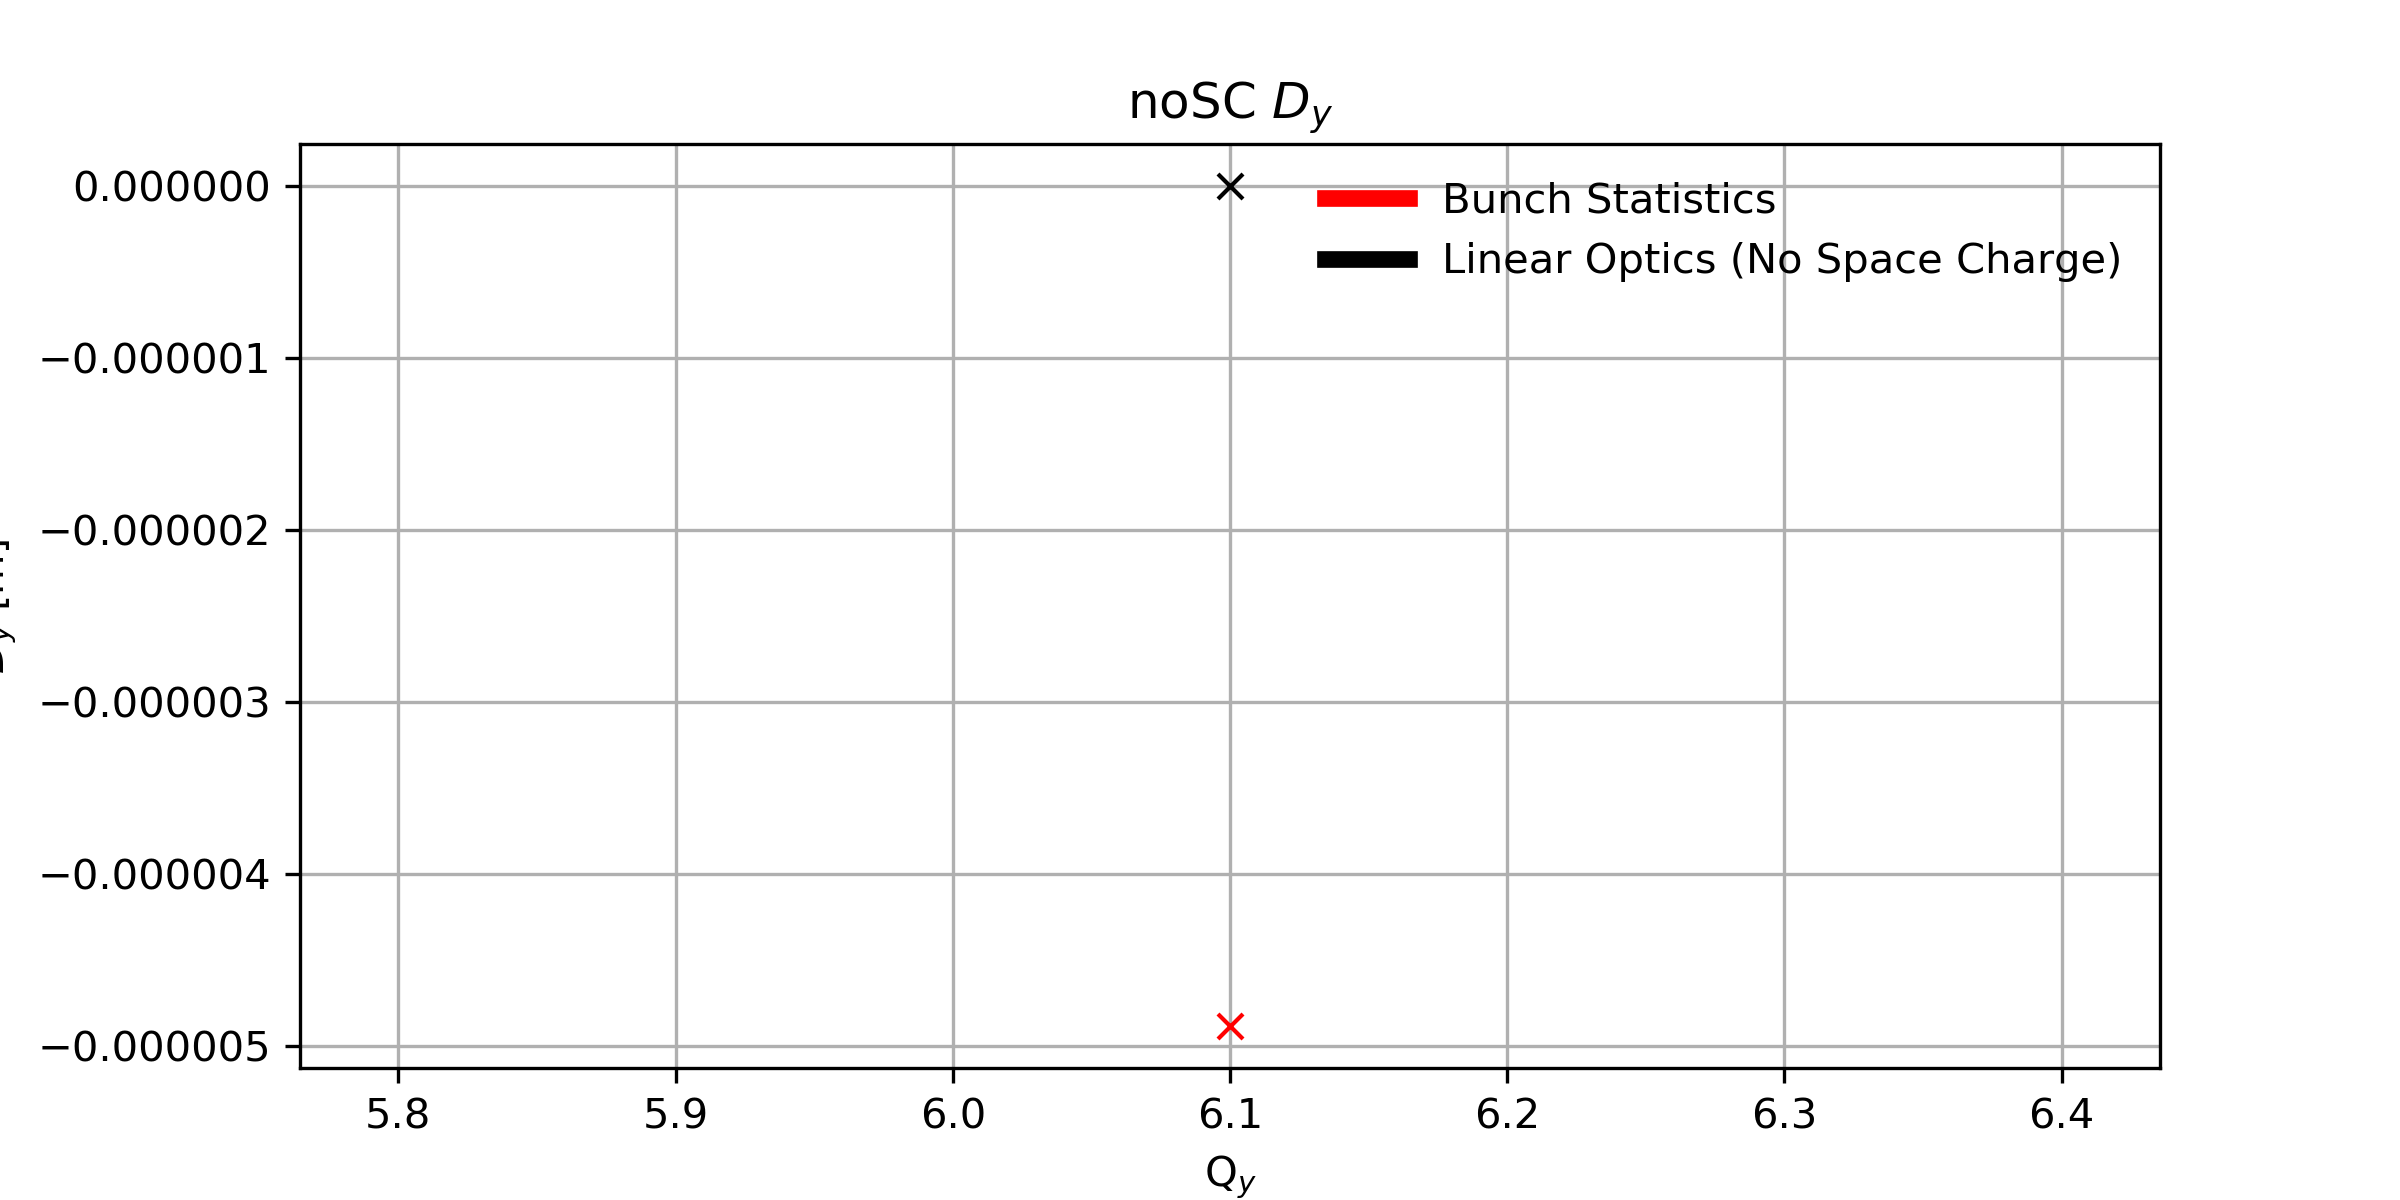 noSC Dy
0.000000
−0.000001
−0.000002
−0.000003
−0.000004
−0.000005
Bunch Statistics
Linear Optics (No Space Charge)
5.8 5.9 6.0 6.1 6.2 6.3 6.4
Qy